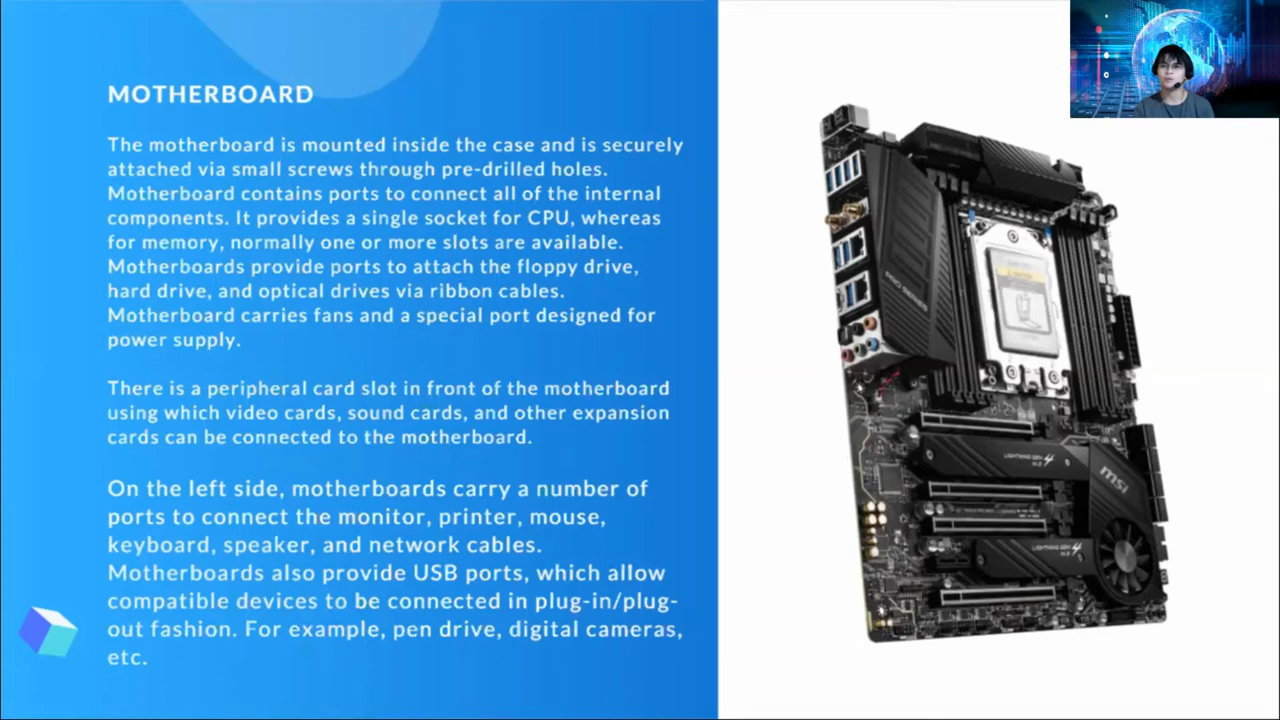 MOTHERBOARD
The motherboard is mounted inside the case and is securely
attached via small screws through pre-drilled holes.
Motherboard contains ports to connect all of the internal
components. It provides a single socket for CPU, whereas
for memory, normally one or more slots are available.
Motherboards provide ports to attach the floppy drive,
hard drive, and optical drives via ribbon cables.
Motherboard carries fans and a special port designed for
power supply.
There is a peripheral card slot in front of the motherboard
using which video cards, sound cards, and other expansion
cards can be connected to the motherboard.
On the left side, motherboards carry a number of
ports to connect the monitor, printer, mouse,
keyboard, speaker, and network cables.
Motherboards also provide USB ports, which allow
compatible devices to be connected in plug-in/plug-
out fashion. For example, pen drive, digital cameras,
etc.
LIGHTNING GEN 4
M.2
msi
LIGHTNING GEN 4